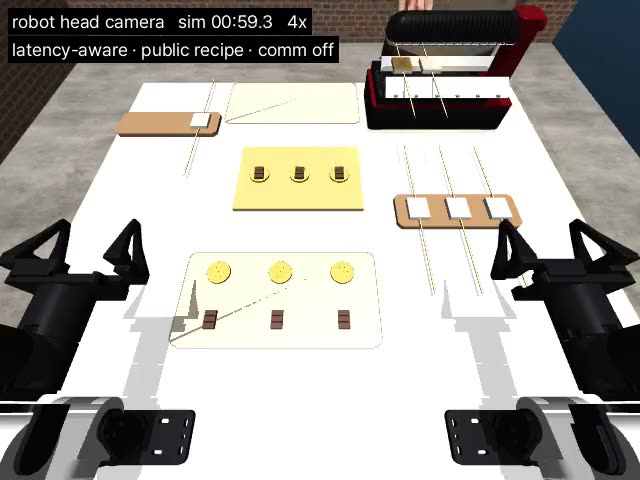 robot head camera   sim 00:59.3   4x
latency-aware · public recipe · comm off